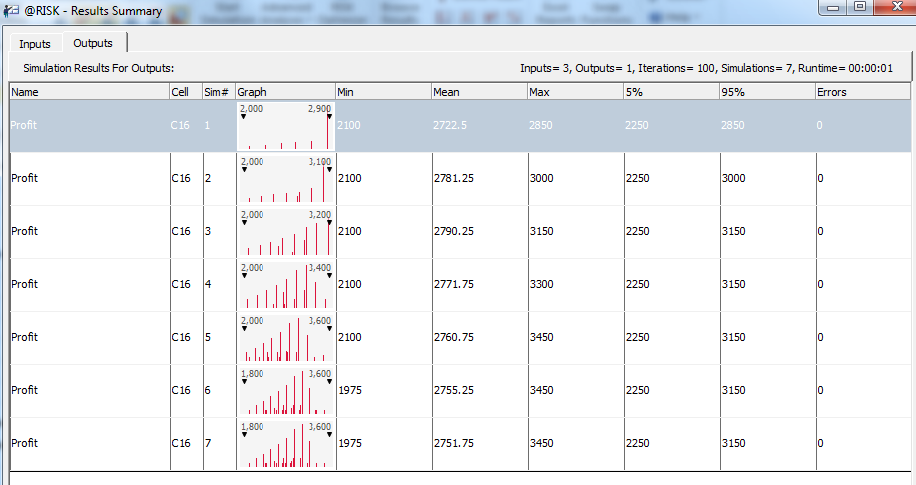 @RISK - Results Summary
Inputs Outputs
Simulation Results For Outputs: Inputs= 3, Outputs= 1, Iterations= 100, Simulations= 7, Runtime= 00:00:01
Name Cell Sim# Graph Min Mean Max 5% 95% Errors
2,000 2,900
Profit C16 1 2100 2722.5 2850 2250 2850 0
2,000 3,100
Profit C16 2 2100 2781.25 3000 2250 3000 0
2,000 3,200
Profit C16 3 2100 2790.25 3150 2250 3150 0
2,000 3,400
Profit C16 4 2100 2771.75 3300 2250 3150 0
2,000 3,600
Profit C16 5 2100 2760.75 3450 2250 3150 0
1,800 3,600
Profit C16 6 1975 2755.25 3450 2250 3150 0
1,800 3,600
Profit C16 7 1975 2751.75 3450 2250 3150 0